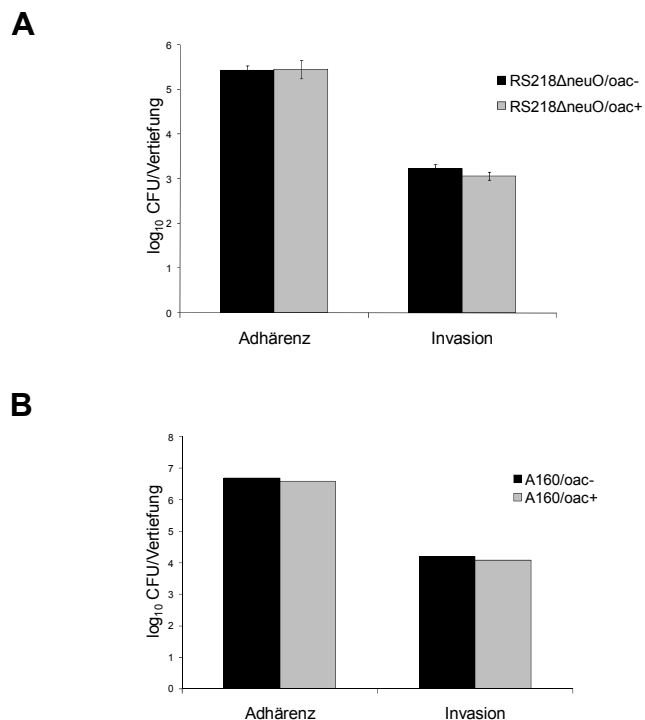 A
6
5
4
3
2
1
0
log₁₀ CFU/Vertiefung
RS218ΔneuO/oac-
RS218ΔneuO/oac+
Adhärenz Invasion
B
8
7
6
5
4
3
2
1
0
log₁₀ CFU/Vertiefung
A160/oac-
A160/oac+
Adhärenz Invasion